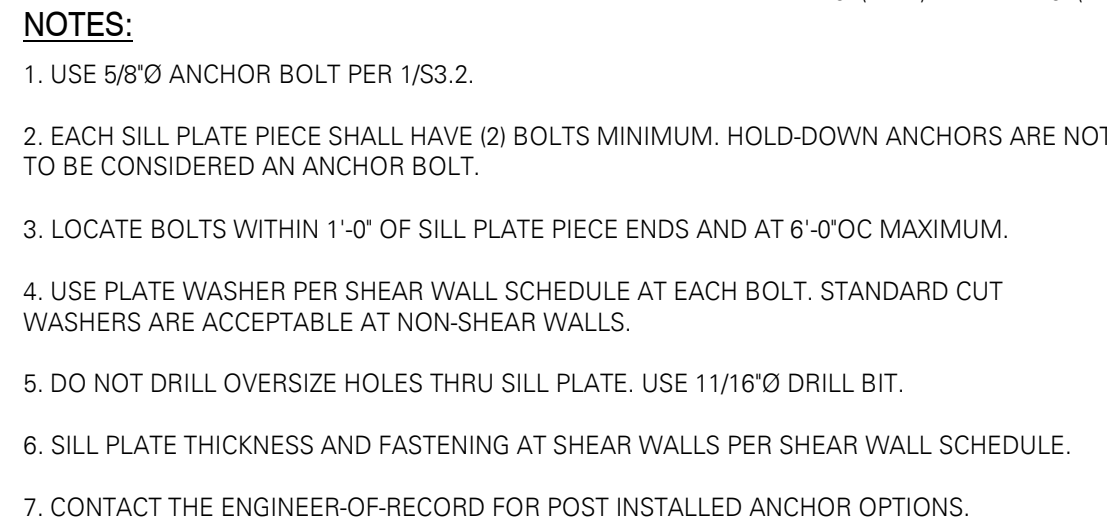 NOTES:
1. USE 5/8"Ø ANCHOR BOLT PER 1/S3.2.
2. EACH SILL PLATE PIECE SHALL HAVE (2) BOLTS MINIMUM. HOLD-DOWN ANCHORS ARE NOT
TO BE CONSIDERED AN ANCHOR BOLT.
3. LOCATE BOLTS WITHIN 1'-0" OF SILL PLATE PIECE ENDS AND AT 6'-0"OC MAXIMUM.
4. USE PLATE WASHER PER SHEAR WALL SCHEDULE AT EACH BOLT. STANDARD CUT
WASHERS ARE ACCEPTABLE AT NON-SHEAR WALLS.
5. DO NOT DRILL OVERSIZE HOLES THRU SILL PLATE. USE 11/16"Ø DRILL BIT.
6. SILL PLATE THICKNESS AND FASTENING AT SHEAR WALLS PER SHEAR WALL SCHEDULE.
7. CONTACT THE ENGINEER-OF-RECORD FOR POST INSTALLED ANCHOR OPTIONS.